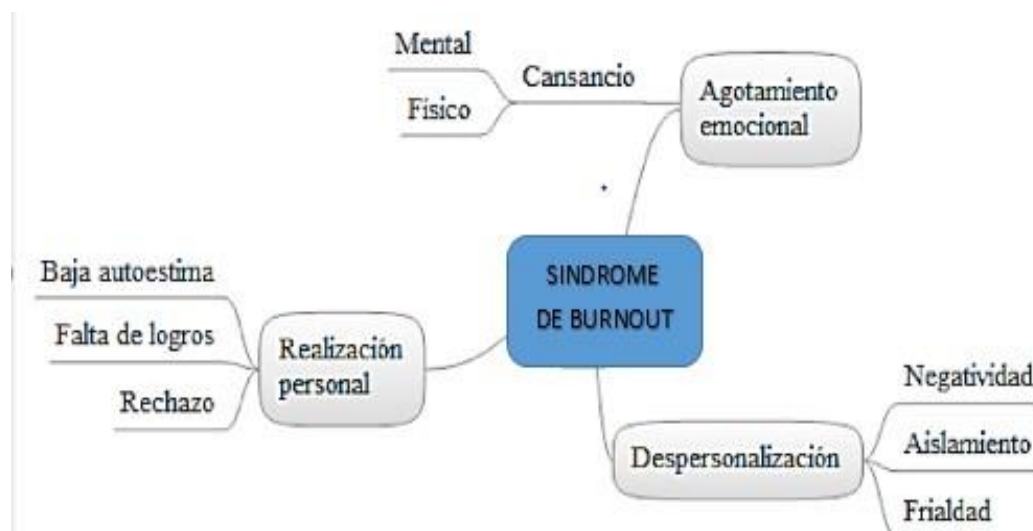 Mental
Físico
Cansancio
Agotamiento
emocional
SINDROME
DE BURNOUT
Baja autoestima
Falta de logros
Rechazo
Realización
personal
Despersonalización
Negatividad
Aislamiento
Frialdad